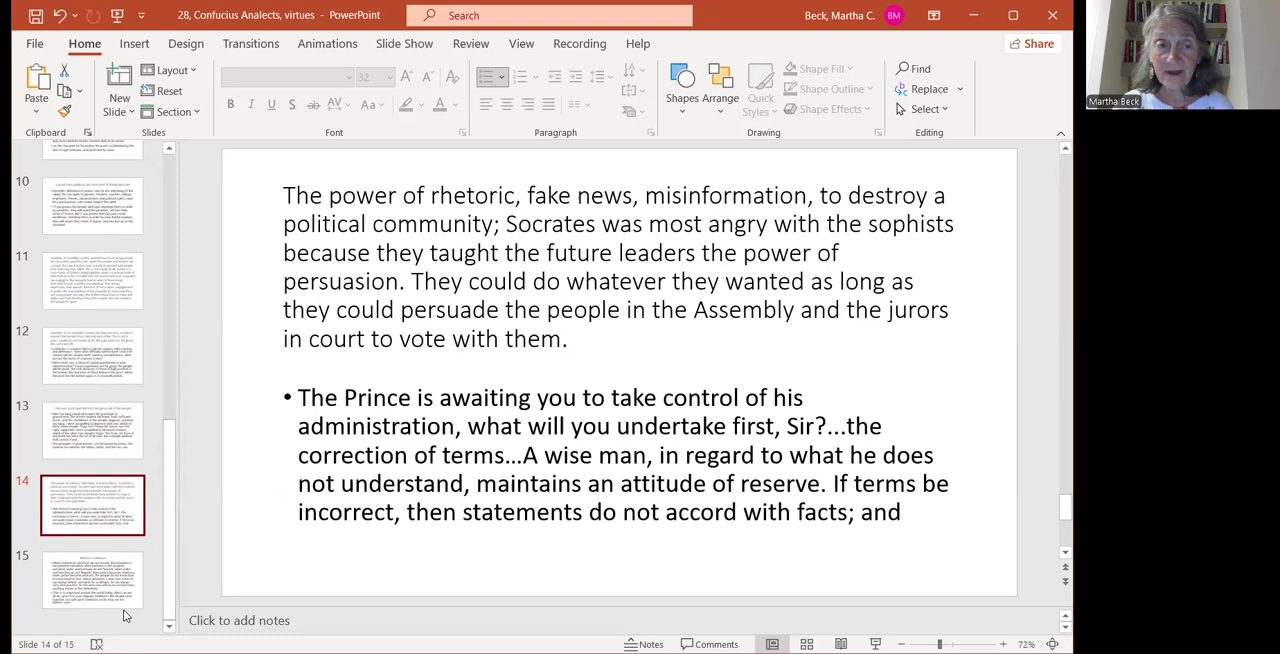 28, Confucius Analects, virtues - PowerPoint
Search
Beck, Martha C.
BM
File
Home
Insert
Design
Transitions
Animations
Slide Show
Review
View
Recording
Help
Share
Paste
New
Slide
Layout
Reset
Section
32
Shapes
Arrange
Quick
Styles
Shape Fill
Shape Outline
Shape Effects
Find
Replace
Select
Clipboard
Slides
Font
Paragraph
Drawing
Editing
Martha Beck
10
11
12
13
14
15
The power of rhetoric, fake news, misinformation, to destroy a
political community; Socrates was most angry with the sophists
because they taught the future leaders the power of
persuasion. They could do whatever they wanted as long as
they could persuade the people in the Assembly and the jurors
in court to vote with them.
• The Prince is awaiting you to take control of his
administration, what will you undertake first, Sir?...the
correction of terms...A wise man, in regard to what he does
not understand, maintains an attitude of reserve. If terms be
incorrect, then statements do not accord with facts; and
Click to add notes
Slide 14 of 15
Notes
Comments
72%